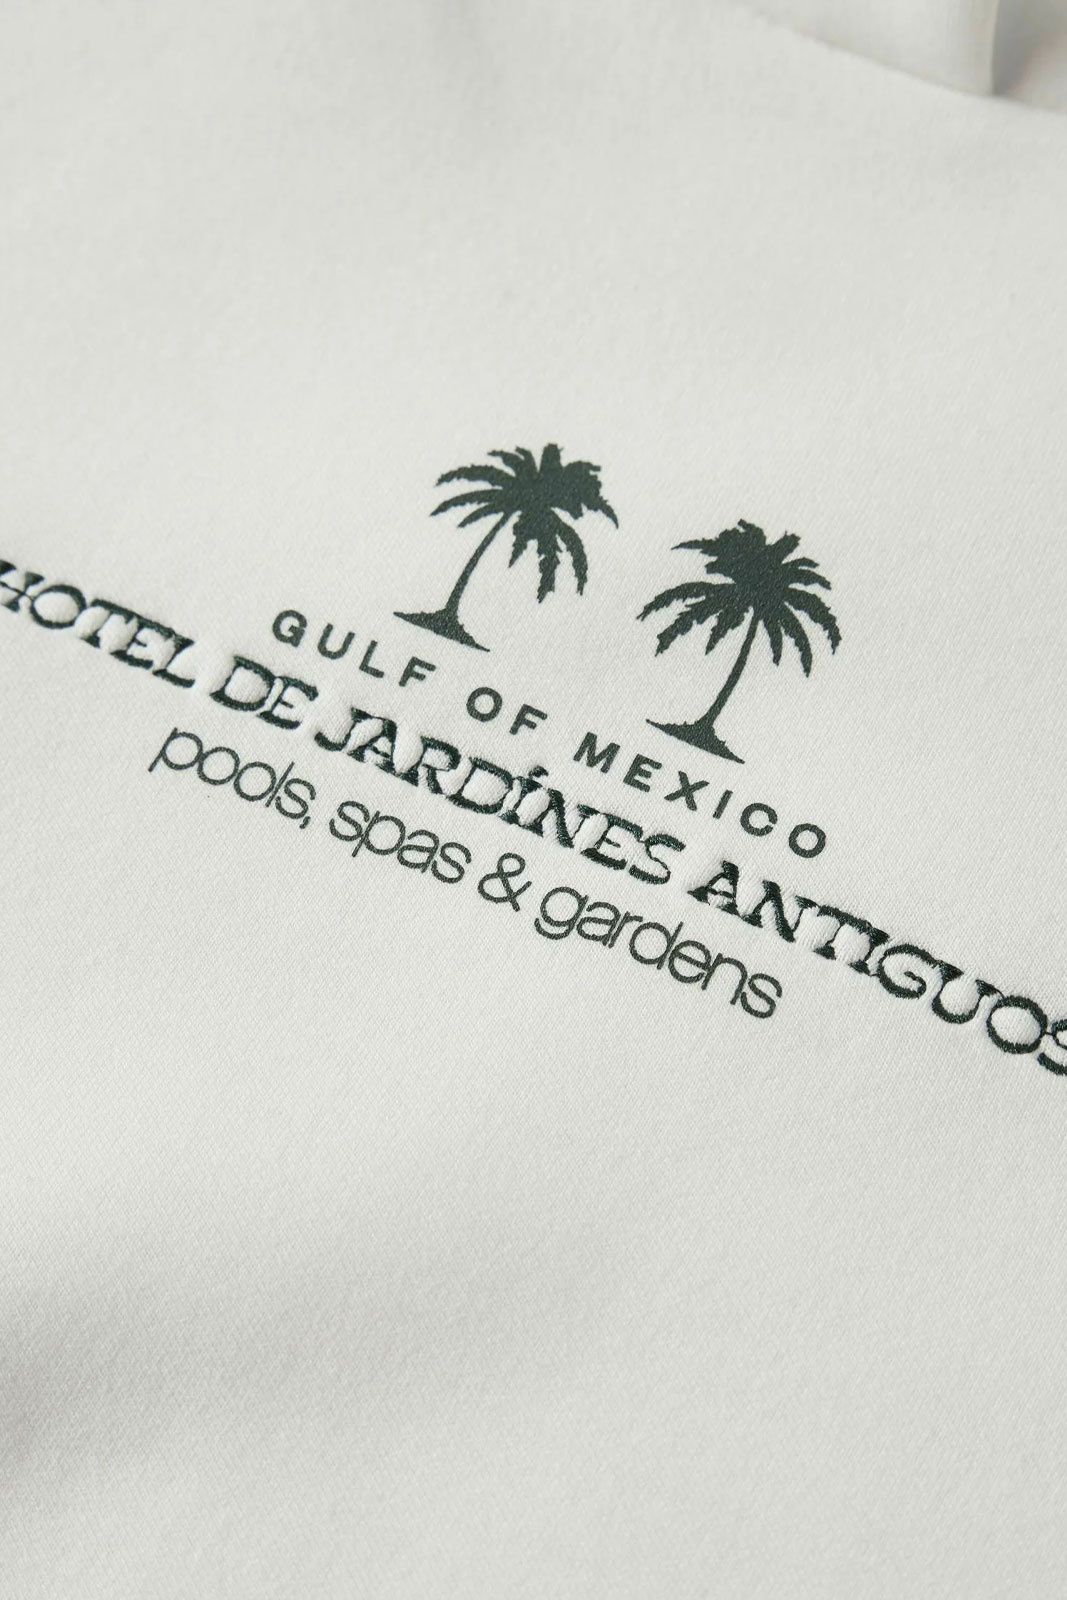 GULF OF MEXICO
HOTEL DE JARDÍNES ANTIGUOS
pools, spas & gardens